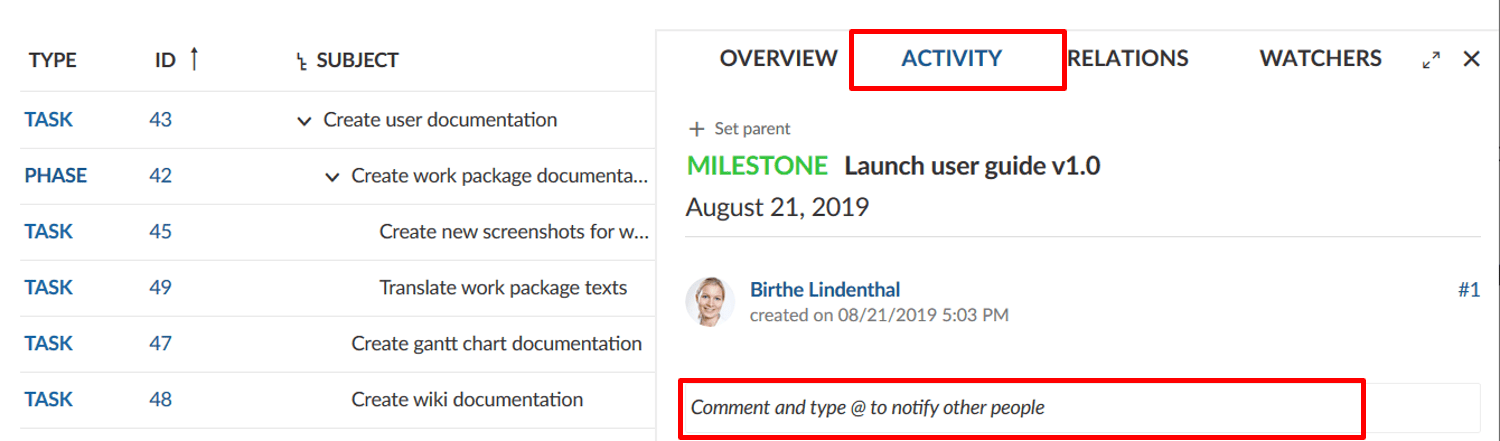 TYPE ID ↑ SUBJECT
TASK 43 Create user documentation
PHASE 42 Create work package documenta...
TASK 45 Create new screenshots for w...
TASK 49 Translate work package texts
TASK 47 Create gantt chart documentation
TASK 48 Create wiki documentation
OVERVIEW ACTIVITY RELATIONS WATCHERS
+ Set parent
MILESTONE Launch user guide v1.0
August 21, 2019
Birthe Lindenthal #1
created on 08/21/2019 5:03 PM
Comment and type @ to notify other people